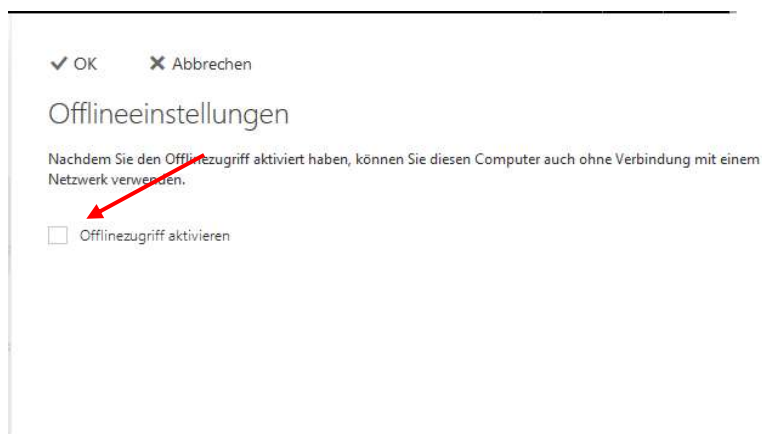 OK Abbrechen
Offlineeinstellungen
Nachdem Sie den Offlinezugriff aktiviert haben, können Sie diesen Computer auch ohne Verbindung mit einem
Netzwerk verwenden.
Offlinezugriff aktivieren